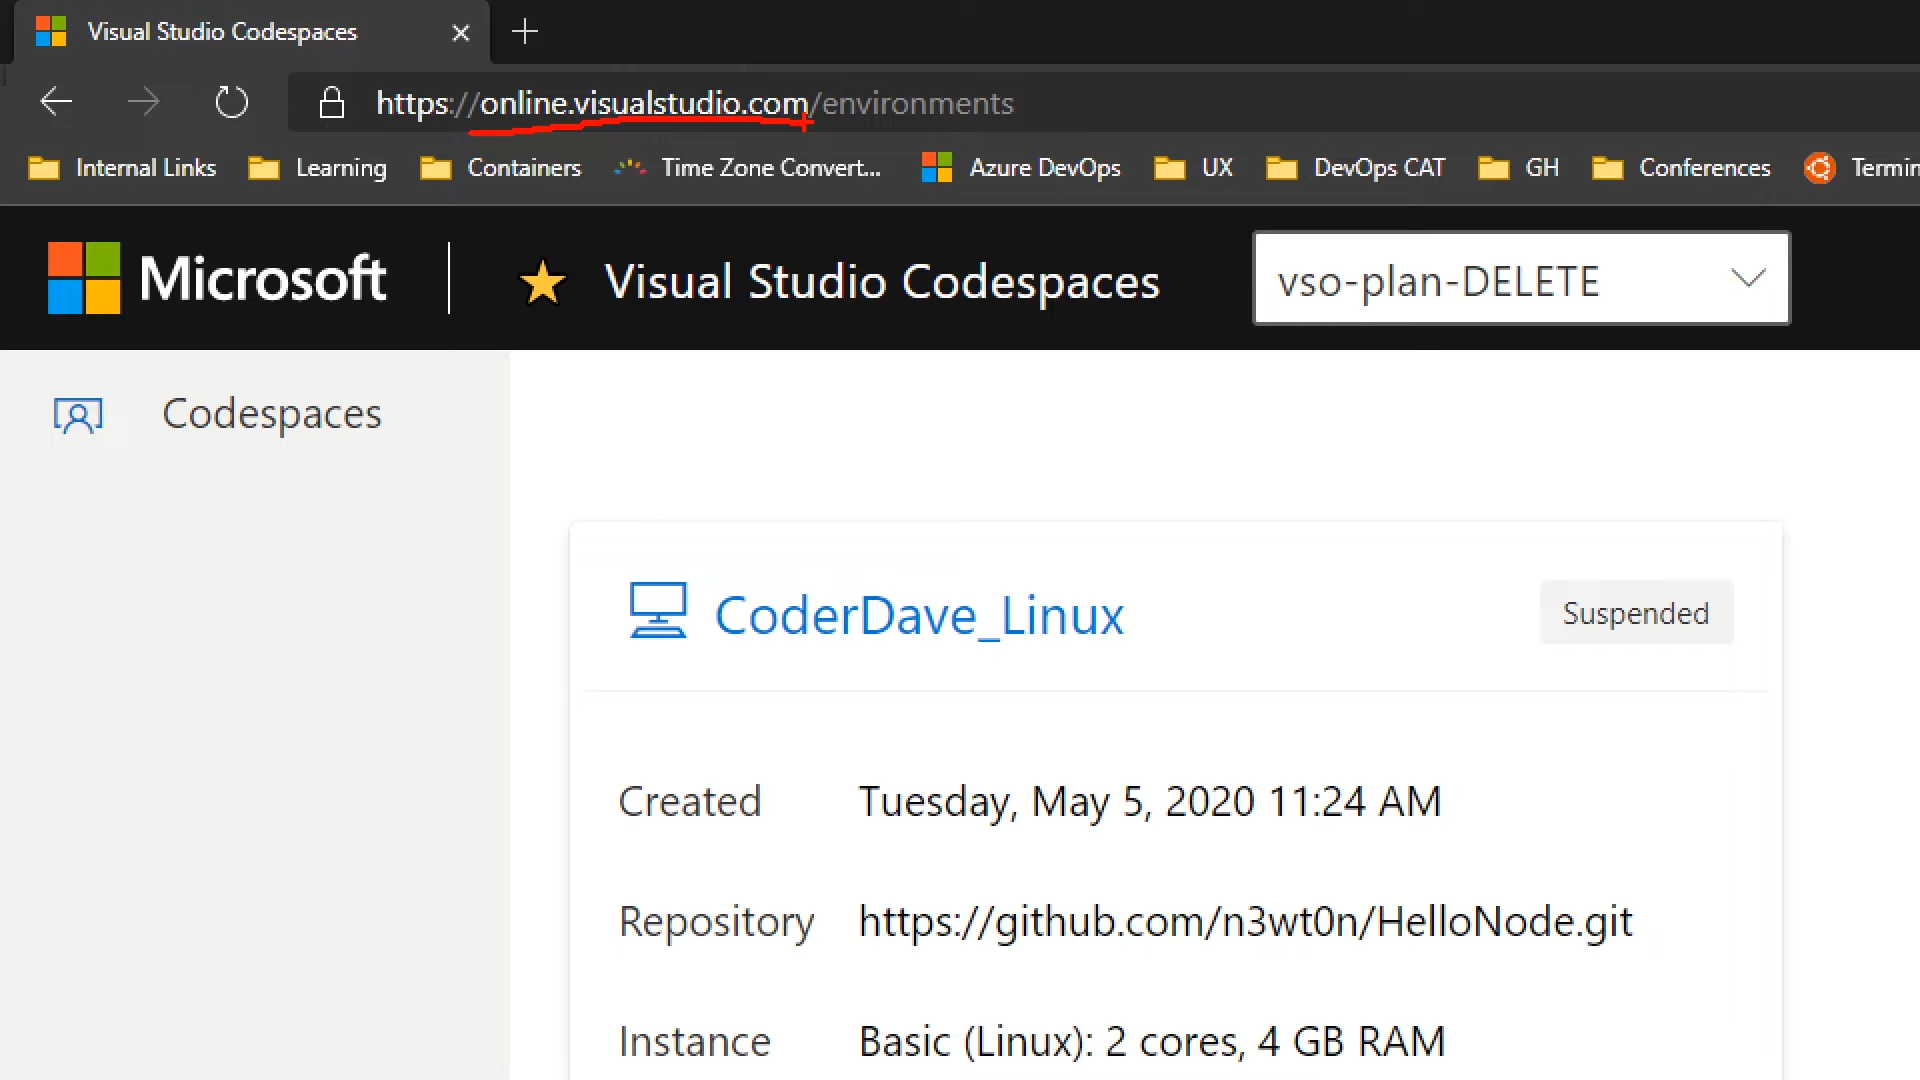 Visual Studio Codespaces
https://online.visualstudio.com/environments
Internal Links Learning Containers Time Zone Convert... Azure DevOps UX DevOps CAT GH Conferences Termin
Microsoft Visual Studio Codespaces vso-plan-DELETE
Codespaces
CoderDave_Linux Suspended
Created Tuesday, May 5, 2020 11:24 AM
Repository https://github.com/n3wt0n/HelloNode.git
Instance Basic (Linux): 2 cores, 4 GB RAM